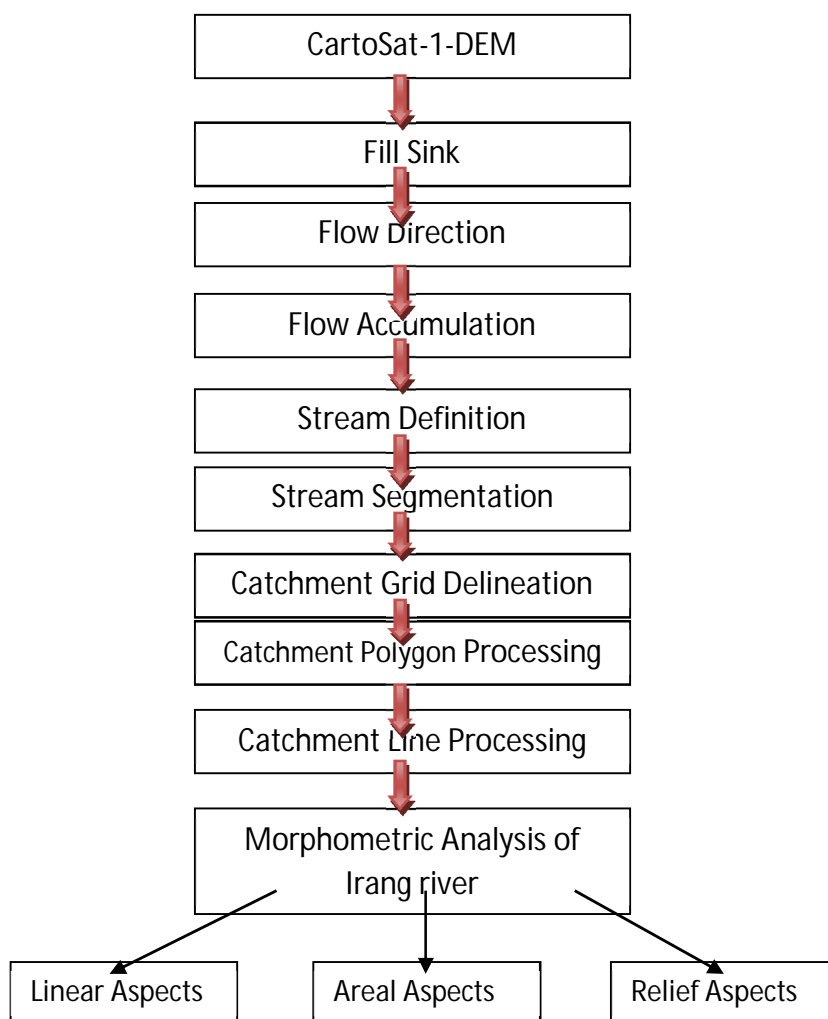 CartoSat-1-DEM
Fill Sink
Flow Direction
Flow Accumulation
Stream Definition
Stream Segmentation
Catchment Grid Delineation
Catchment Polygon Processing
Catchment Line Processing
Morphometric Analysis of
Irang river
Linear Aspects
Areal Aspects
Relief Aspects